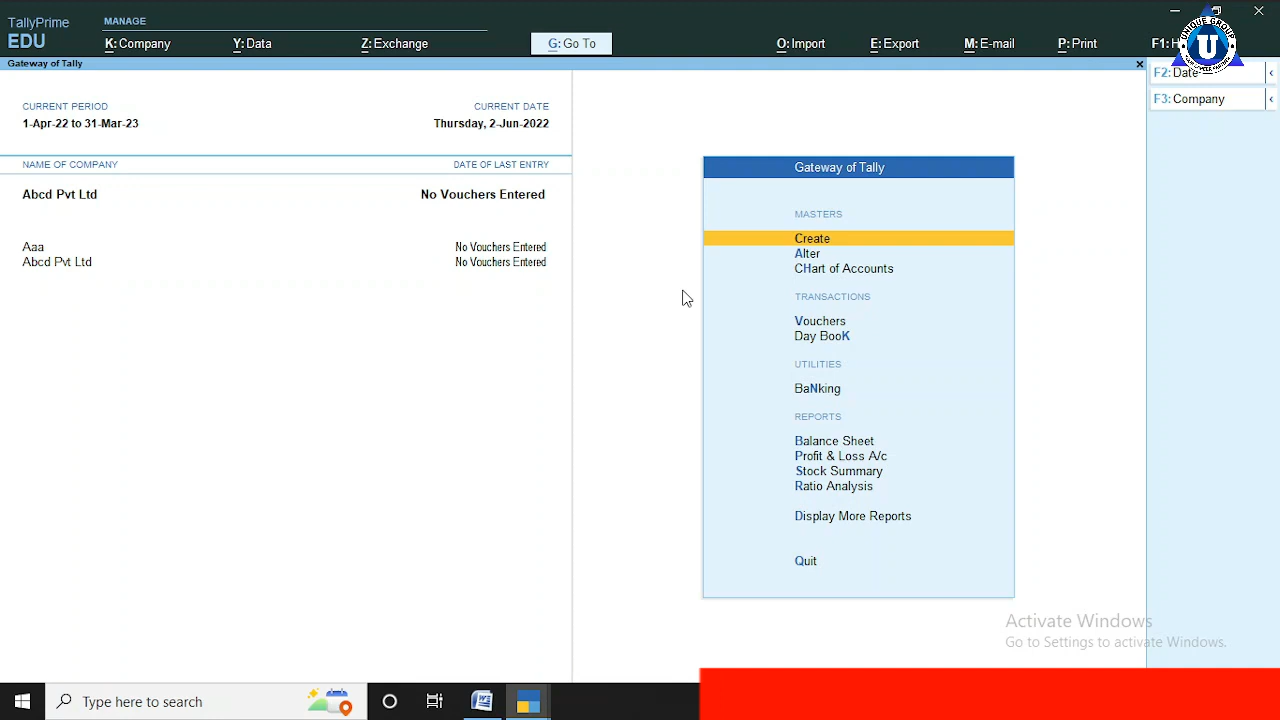 TallyPrime
EDU
MANAGE
K: Company Y: Data Z: Exchange G: Go To O: Import E: Export M: E-mail P: Print F1: H
UNIQUE GROUP
U
Gateway of Tally
F2: Date
F3: Company
CURRENT PERIOD CURRENT DATE
1-Apr-22 to 31-Mar-23 Thursday, 2-Jun-2022
NAME OF COMPANY DATE OF LAST ENTRY
Abcd Pvt Ltd No Vouchers Entered
Aaa No Vouchers Entered
Abcd Pvt Ltd No Vouchers Entered
Gateway of Tally
MASTERS
Create
Alter
CHart of Accounts
TRANSACTIONS
Vouchers
Day BooK
UTILITIES
BaNking
REPORTS
Balance Sheet
Profit & Loss A/c
Stock Summary
Ratio Analysis
Display More Reports
Quit
Activate Windows
Go to Settings to activate Windows.
Type here to search